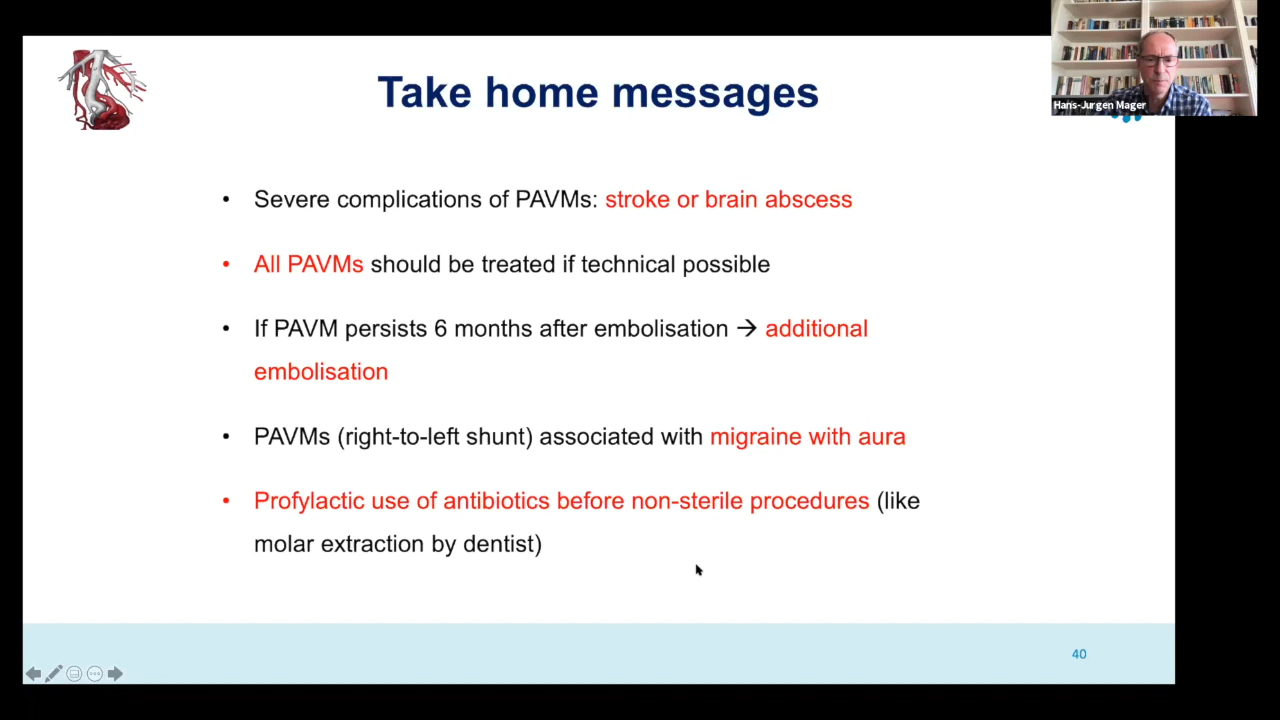 Take home messages
Hans-Jurgen Mager
• Severe complications of PAVMs: stroke or brain abscess
• All PAVMs should be treated if technical possible
• If PAVM persists 6 months after embolisation → additional
embolisation
• PAVMs (right-to-left shunt) associated with migraine with aura
• Profylactic use of antibiotics before non-sterile procedures (like
molar extraction by dentist)
40